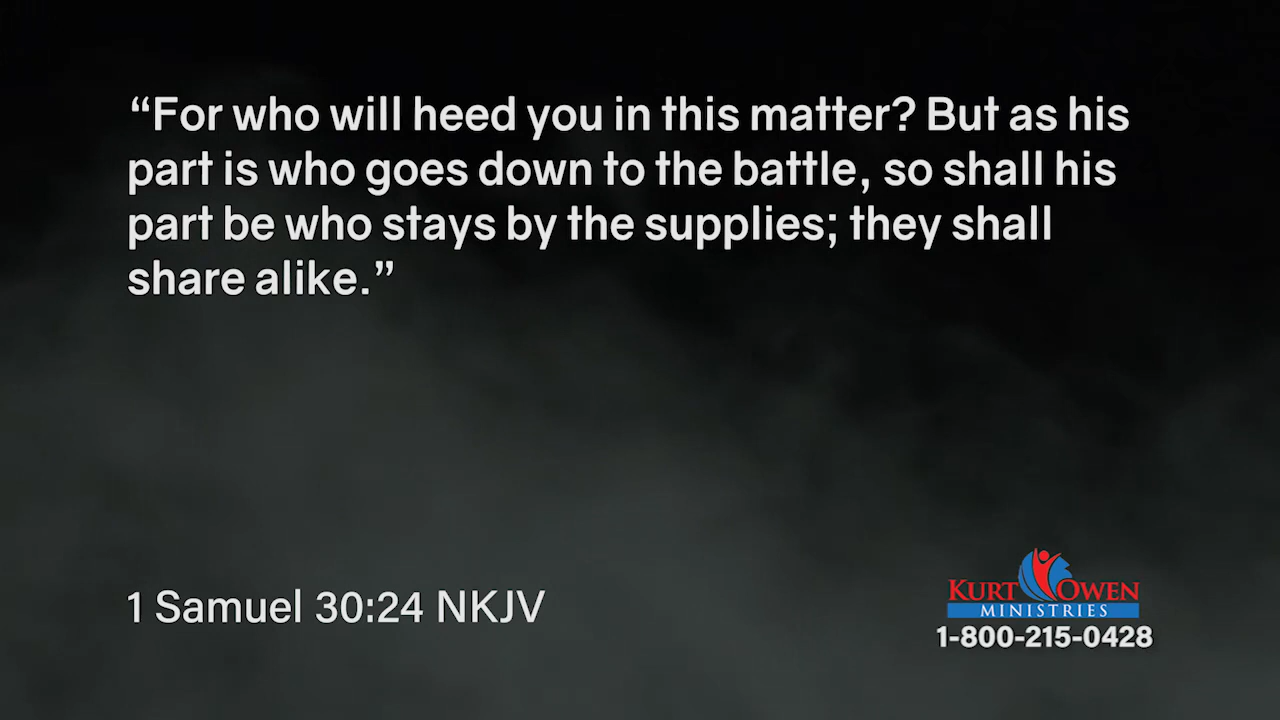 “For who will heed you in this matter? But as his
part is who goes down to the battle, so shall his
part be who stays by the supplies; they shall
share alike.”
1 Samuel 30:24 NKJV
KURT OWEN
MINISTRIES
1-800-215-0428